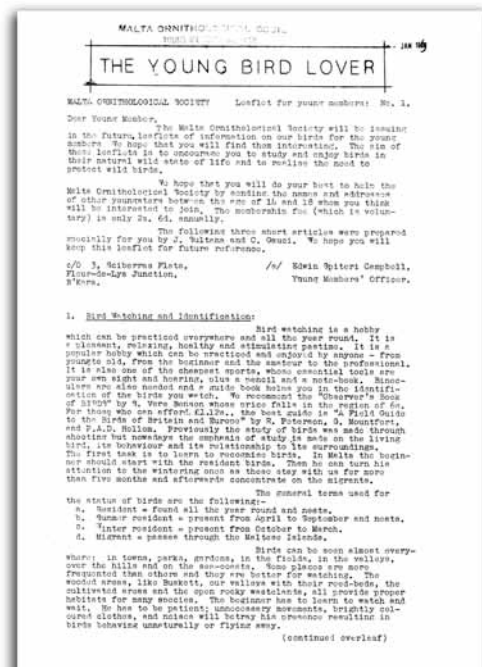 MALTA ORNITHOLOGICAL
JAN
THE YOUNG BIRD LOVER
MALTA ORNITHOLOGICAL SOCIETY Leaflet for young members: No. 1.
Dear Young Member,
The Malta Ornithological Society will be issuing
in the future, leaflets of information on our birds for the young
members We hope that you will find them interesting. The aim of
these leaflets is to encourage you to study and enjoy birds in
their natural wild state of life and to realise the need to
protect wild birds.
We hope that you will do your best to help the
Malta Ornithological Society by sending the names and addresses
of other youngsters between the age of 14 and 18 whom you think
will be interested to join. The membership fee (which is volun-
tary) is only 2s. 6d. annually.
The following three short articles were prepared
especially for you by J. Sultana and C. Gauci. We hope you will
keep this leaflet for future reference.
c/o 3, Sciberras Flats, /s/ Edwin Spiteri Campbell,
Fleur-de-Lys Junction, Young Members' Officer.
B'Kara.
1. Bird Watching and Identification:
Bird watching is a hobby
which can be practiced everywhere and all the year round. It is
a pleasant, relaxing, healthy and stimulating pastime. It is a
popular hobby which can be practiced and enjoyed by anyone - from
youngto old, from the beginner and the amateur to the professional.
It is also one of the cheapest sports, whose essential tools are
your own sight and hearing, plus a pencil and a note-book. Binoc-
ulars are also needed and a guide book helps you in the identifi-
cation of the birds you watch. We recommend the "Observer's Book
of BIRDS" by S. Vere Benson whose price falls in the region of 6s.
For those who can afford £1.12s., the best guide is "A Field Guide
to the Birds of Britain and Europe" by R. Peterson, G. Mountfort,
and P.A.D. Hollom. Previously the study of birds was made through
shooting but nowadays the emphasis of study is made on the living
bird, its behaviour and its relationship to its surroundings.
The first task is to learn to recognise birds. In Malta the begin-
ner should start with the resident birds. Then he can turn his
attention to the wintering ones as these stay with us for more
than five months and afterwards concentrate on the migrants.
The general terms used for
the status of birds are the following:-
a. Resident = found all the year round and nests.
b. Summer resident = present from April to September and nests.
c. Winter resident = present from October to March.
d. Migrant = passes through the Maltese Islands.
Birds can be seen almost every-
where: in towns, parks, gardens, in the fields, in the valleys,
over the hills and on the sea-coasts. Some places are more
frequented than others and they are better for watching. The
wooded areas, like Buskett, our valleys with their reed-beds, the
cultivated areas and the open rocky wastelands, all provide proper
habitats for many species. The beginner has to learn to watch and
wait. He has to be patient; unnecessary movements, brightly col-
oured clothes, and noises will betray his presence resulting in
birds behaving unnaturally or flying away.
(continued overleaf)